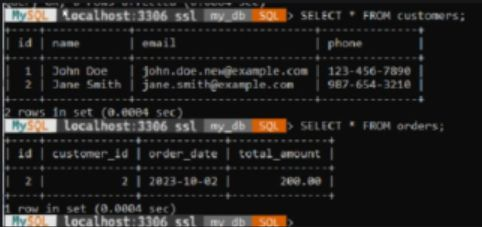 MySQL localhost:3306 ssl my_db SQL > SELECT * FROM customers;
| id | name | email | phone |
| 1 | John Doe | john.doe.new@example.com | 123-456-7890 |
| 2 | Jane Smith | jane.smith@example.com | 987-654-3210 |
2 rows in set (0.0004 sec)
MySQL localhost:3306 ssl my_db SQL > SELECT * FROM orders;
| id | customer_id | order_date | total_amount |
| 2 | 2 | 2023-10-02 | 200.00 |
1 row in set (0.0004 sec)
MySQL localhost:3306 ssl my_db SQL >